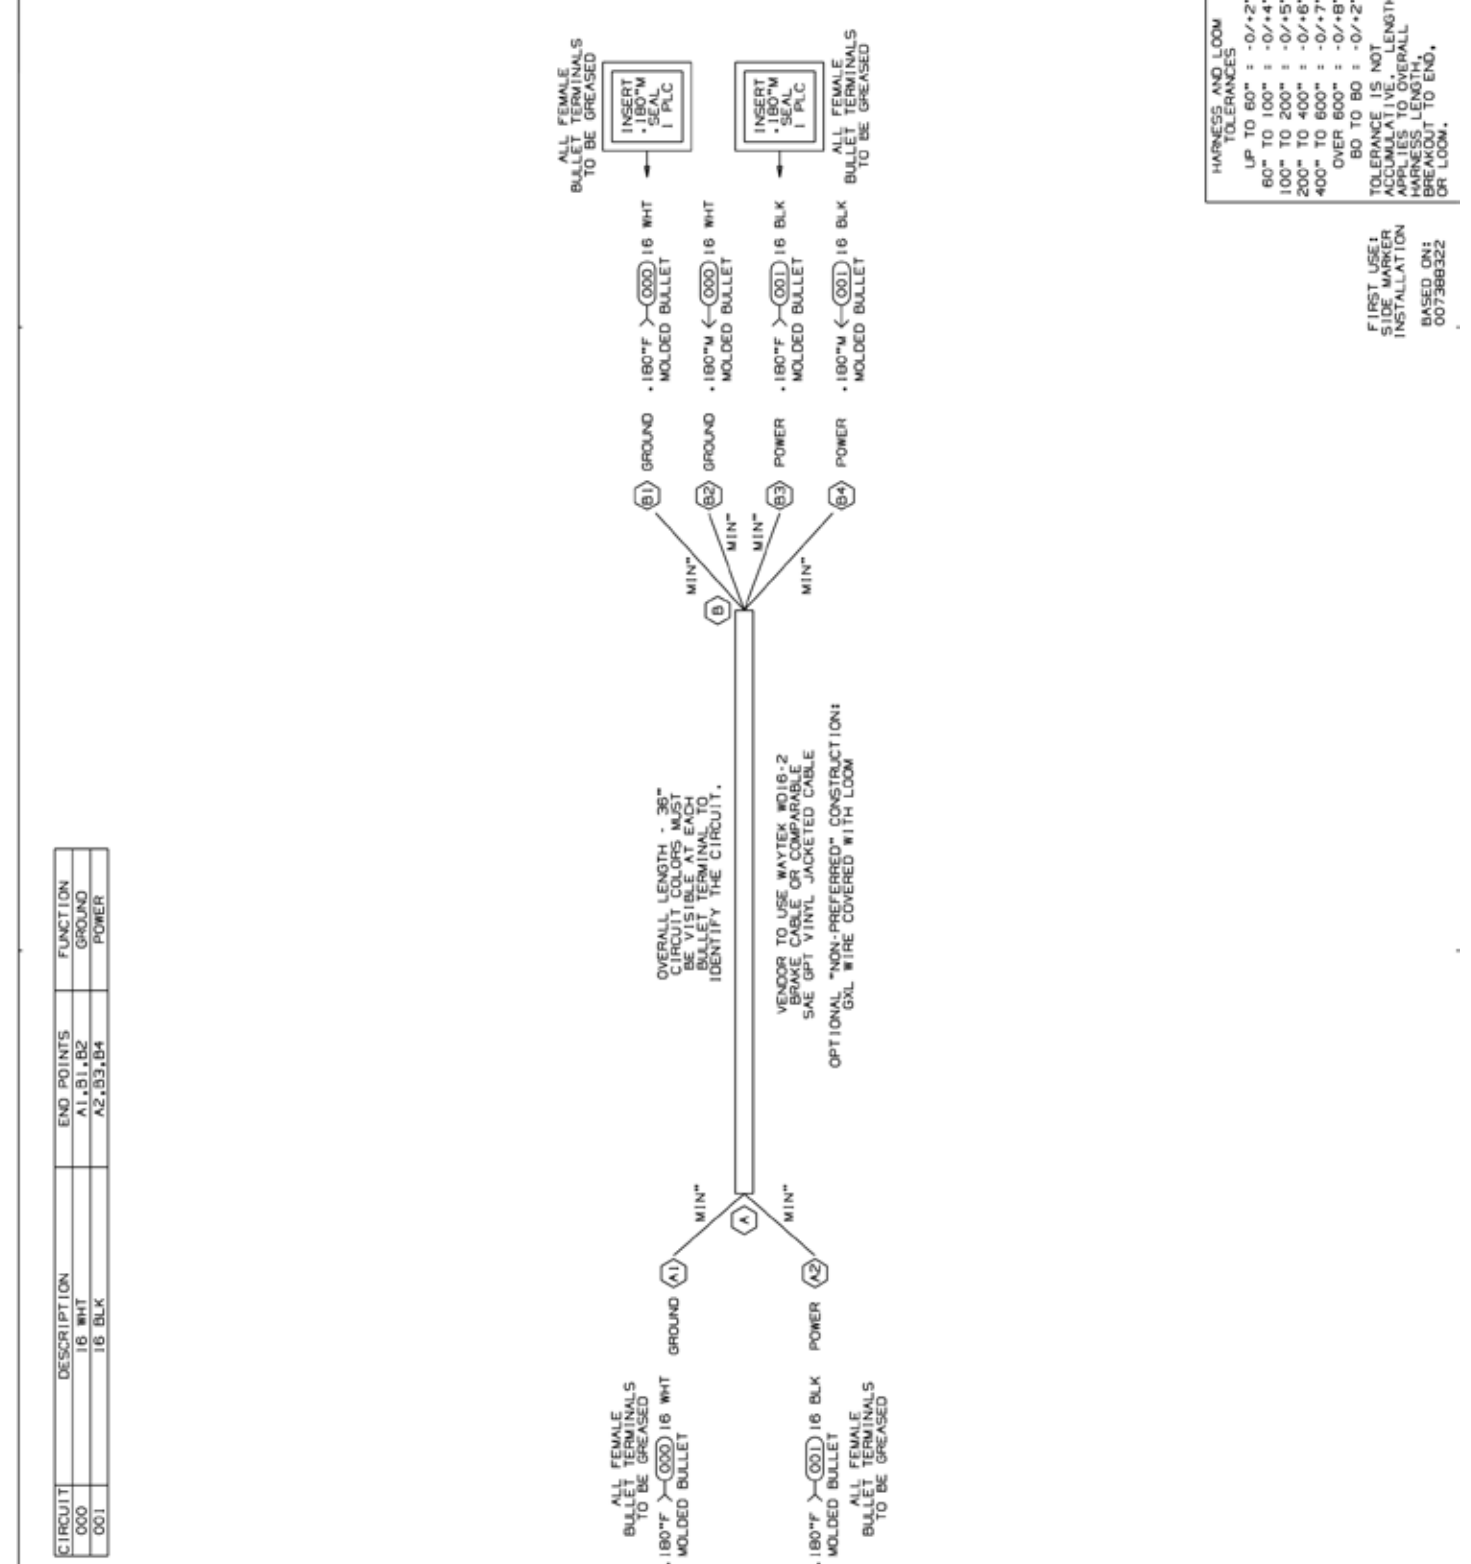 CIRCUIT DESCRIPTION END POINTS FUNCTION
000 16 WHT A1,B1,B2 GROUND
001 16 BLK A2,B3,B4 POWER
ALL FEMALE
BULLET TERMINALS
TO BE GREASED
.180"F 000 16 WHT
MOLDED BULLET
GROUND
A1
MIN"
A
.180"F 001 16 BLK
MOLDED BULLET
POWER
A2
MIN"
ALL FEMALE
BULLET TERMINALS
TO BE GREASED
OVERALL LENGTH - 36"
CIRCUIT COLORS MUST
BE VISIBLE AT EACH
BULLET TERMINAL TO
IDENTIFY THE CIRCUIT.
VENDOR TO USE WAYTEK WD16-2
BRAKE CABLE OR COMPARABLE
SAE GPT VINYL JACKETED CABLE
OPTIONAL "NON-PREFERRED" CONSTRUCTION:
GXL WIRE COVERED WITH LOOM
B
MIN"
B1 GROUND .180"F 000 16 WHT
MOLDED BULLET
MIN"
B2 GROUND .180"M 000 16 WHT
MOLDED BULLET
MIN"
B3 POWER .180"F 001 16 BLK
MOLDED BULLET
MIN"
B4 POWER .180"M 001 16 BLK
MOLDED BULLET
ALL FEMALE
BULLET TERMINALS
TO BE GREASED
INSERT
.180"M
SEAL
1 PLC
INSERT
.180"M
SEAL
1 PLC
ALL FEMALE
BULLET TERMINALS
TO BE GREASED
HARNESS AND LOOM
TOLERANCES
UP TO 60" : -0/+2"
60" TO 100" : -0/+4"
100" TO 200" : -0/+5"
200" TO 400" : -0/+6"
400" TO 600" : -0/+7"
OVER 600" : -0/+8"
BO TO BO : -0/+2"
TOLERANCE IS NOT
ACCUMULATIVE. LENGTH
APPLIES TO OVERALL
HARNESS LENGTH,
BREAKOUT TO END,
OR LOOM.
FIRST USE:
SIDE MARKER
INSTALLATION
BASED ON:
007388322